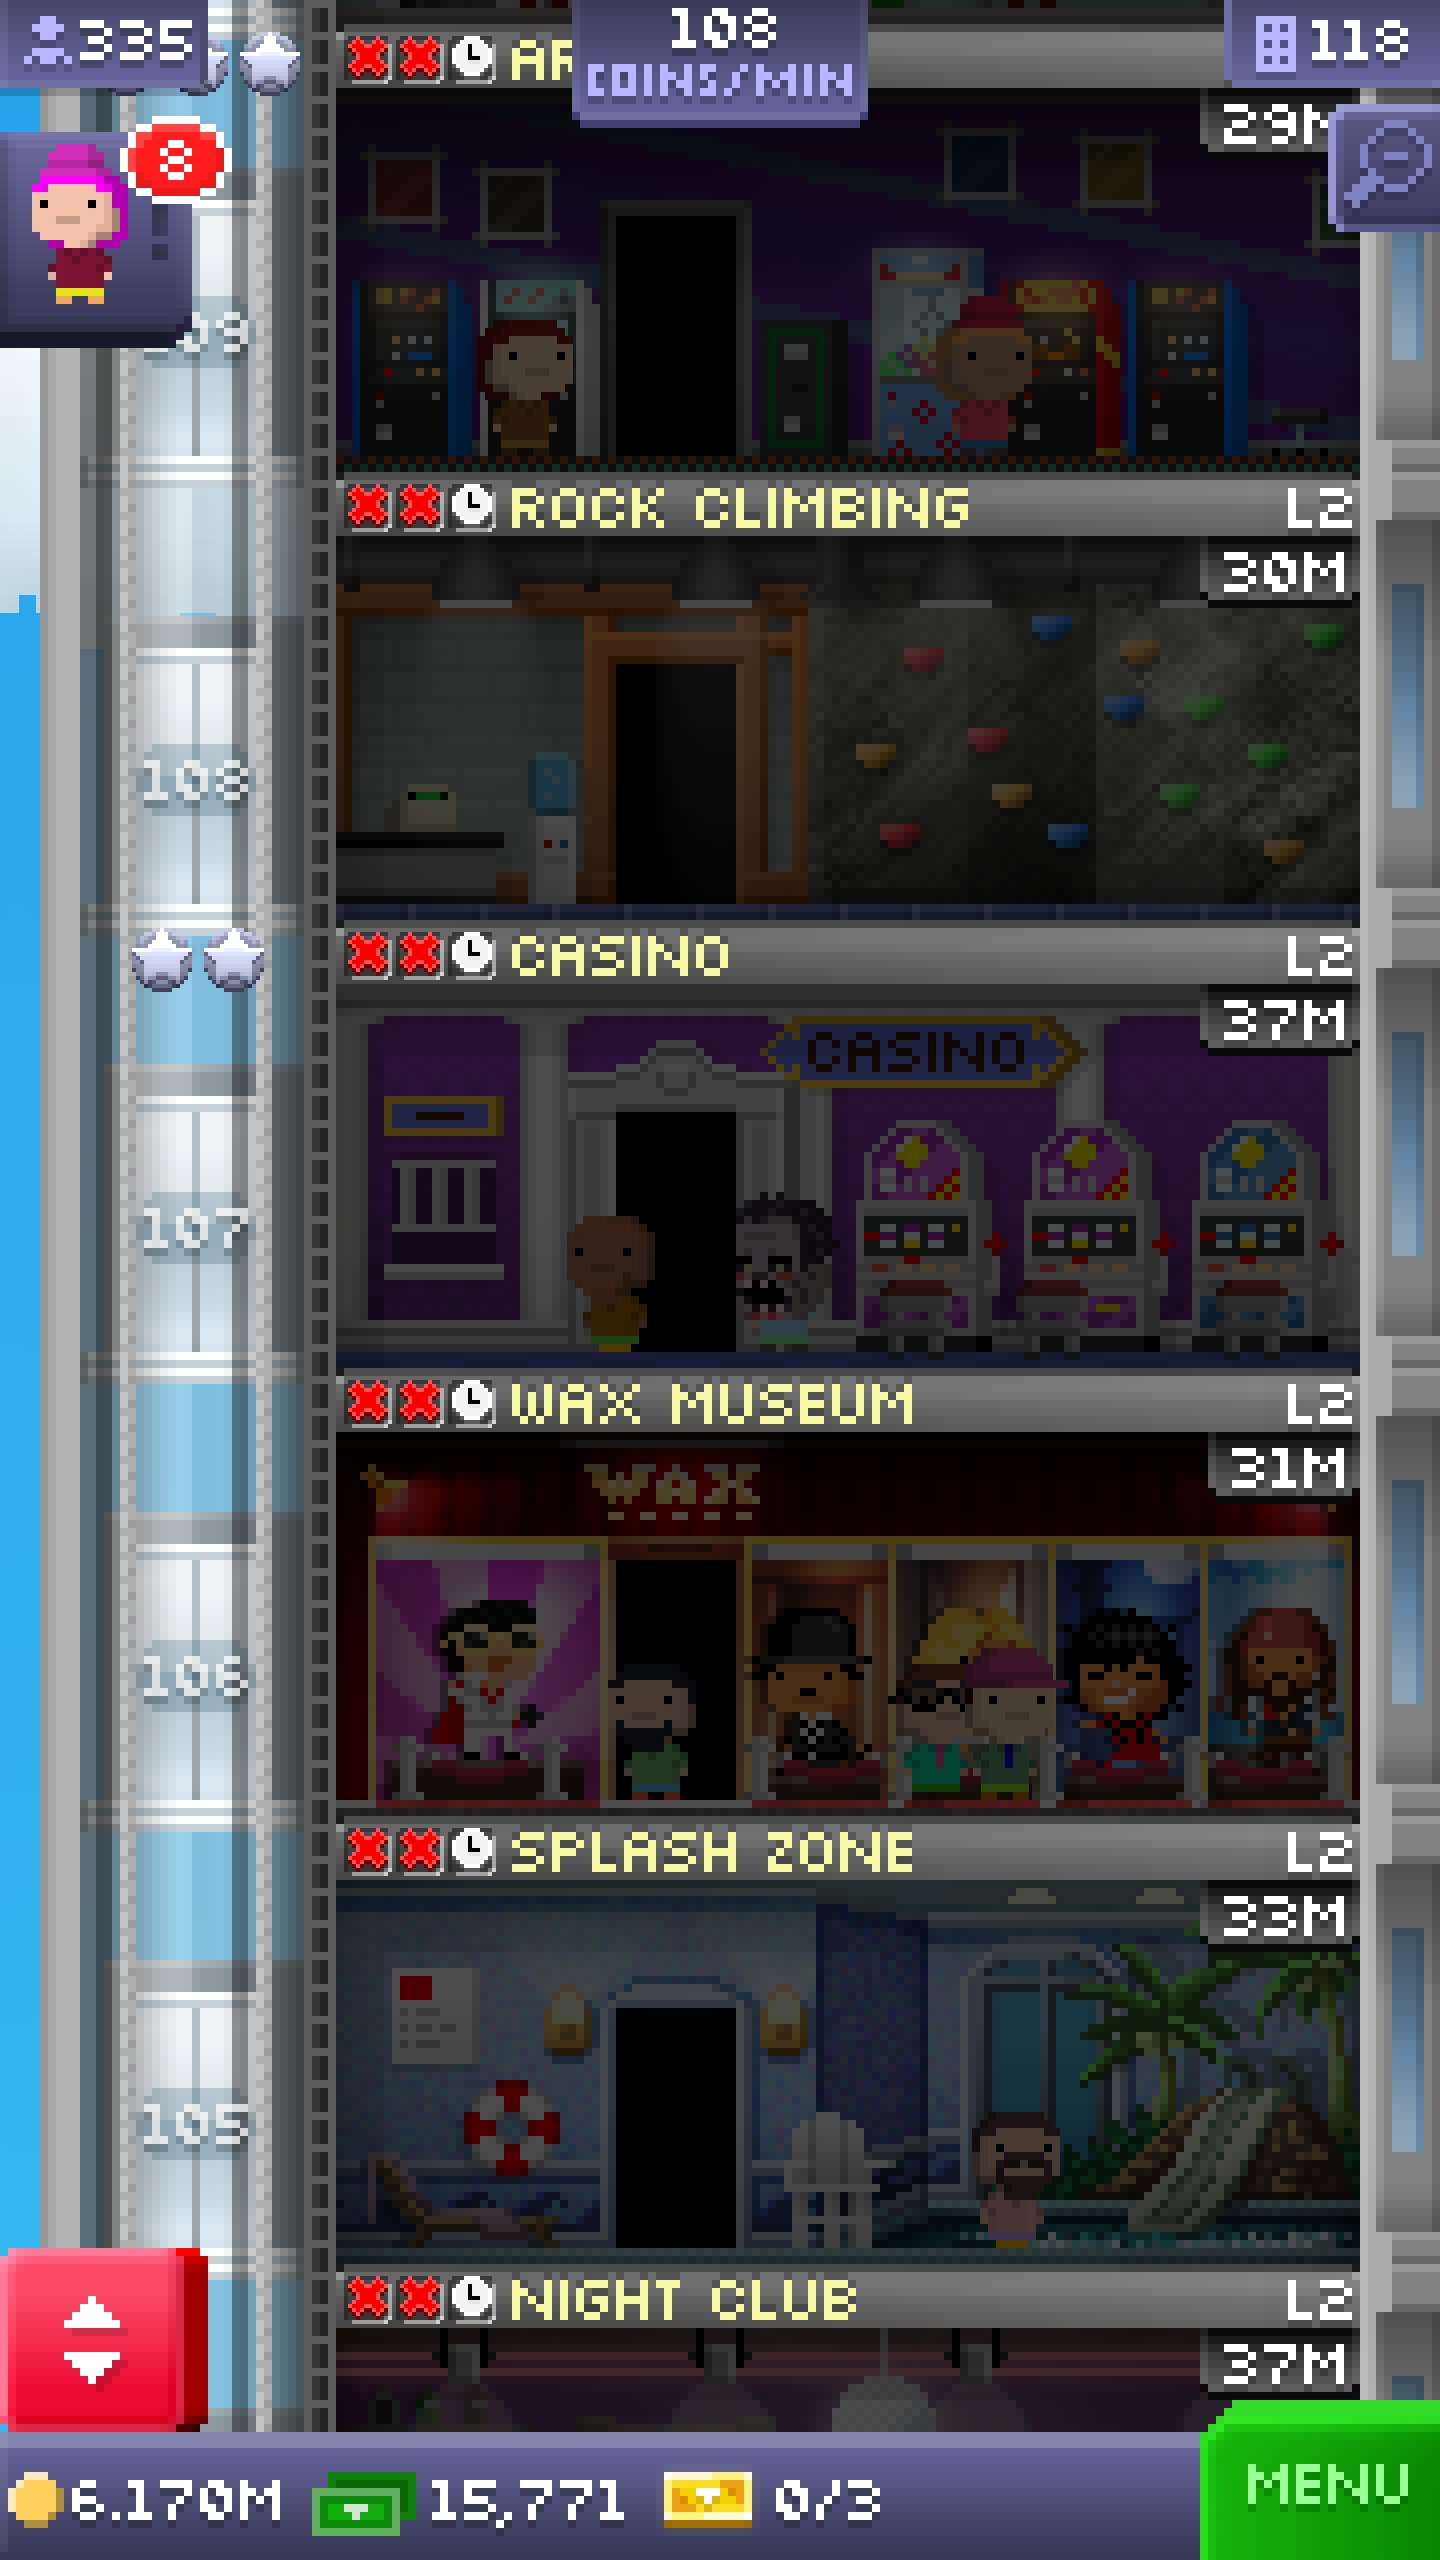 335
108
COINS/MIN
118
8
AR
29M
109
ROCK CLIMBING L2
30M
108
CASINO L2
37M
CASINO
107
WAX MUSEUM L2
31M
WAX
106
SPLASH ZONE L2
33M
105
NIGHT CLUB L2
37M
6.170M 15,771 0/3
MENU